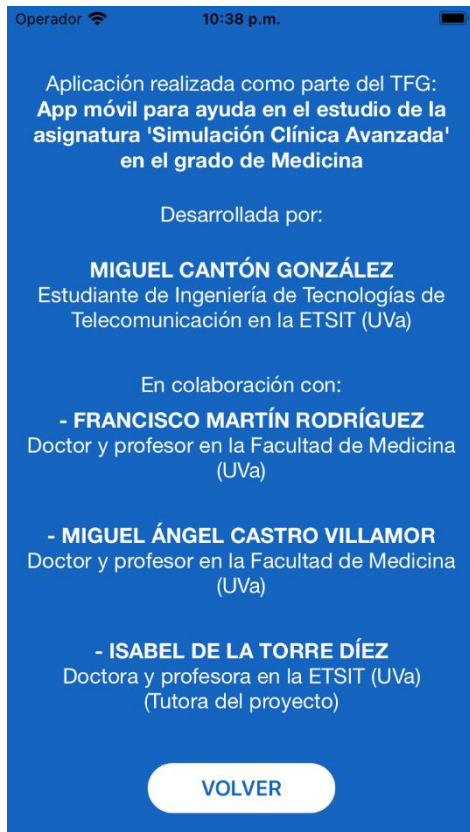 Operador 10:38 p.m.
Aplicación realizada como parte del TFG:
App móvil para ayuda en el estudio de la
asignatura 'Simulación Clínica Avanzada'
en el grado de Medicina
Desarrollada por:
MIGUEL CANTÓN GONZÁLEZ
Estudiante de Ingeniería de Tecnologías de
Telecomunicación en la ETSIT (UVa)
En colaboración con:
- FRANCISCO MARTÍN RODRÍGUEZ
Doctor y profesor en la Facultad de Medicina
(UVa)
- MIGUEL ÁNGEL CASTRO VILLAMOR
Doctor y profesor en la Facultad de Medicina
(UVa)
- ISABEL DE LA TORRE DÍEZ
Doctora y profesora en la ETSIT (UVa)
(Tutora del proyecto)
VOLVER